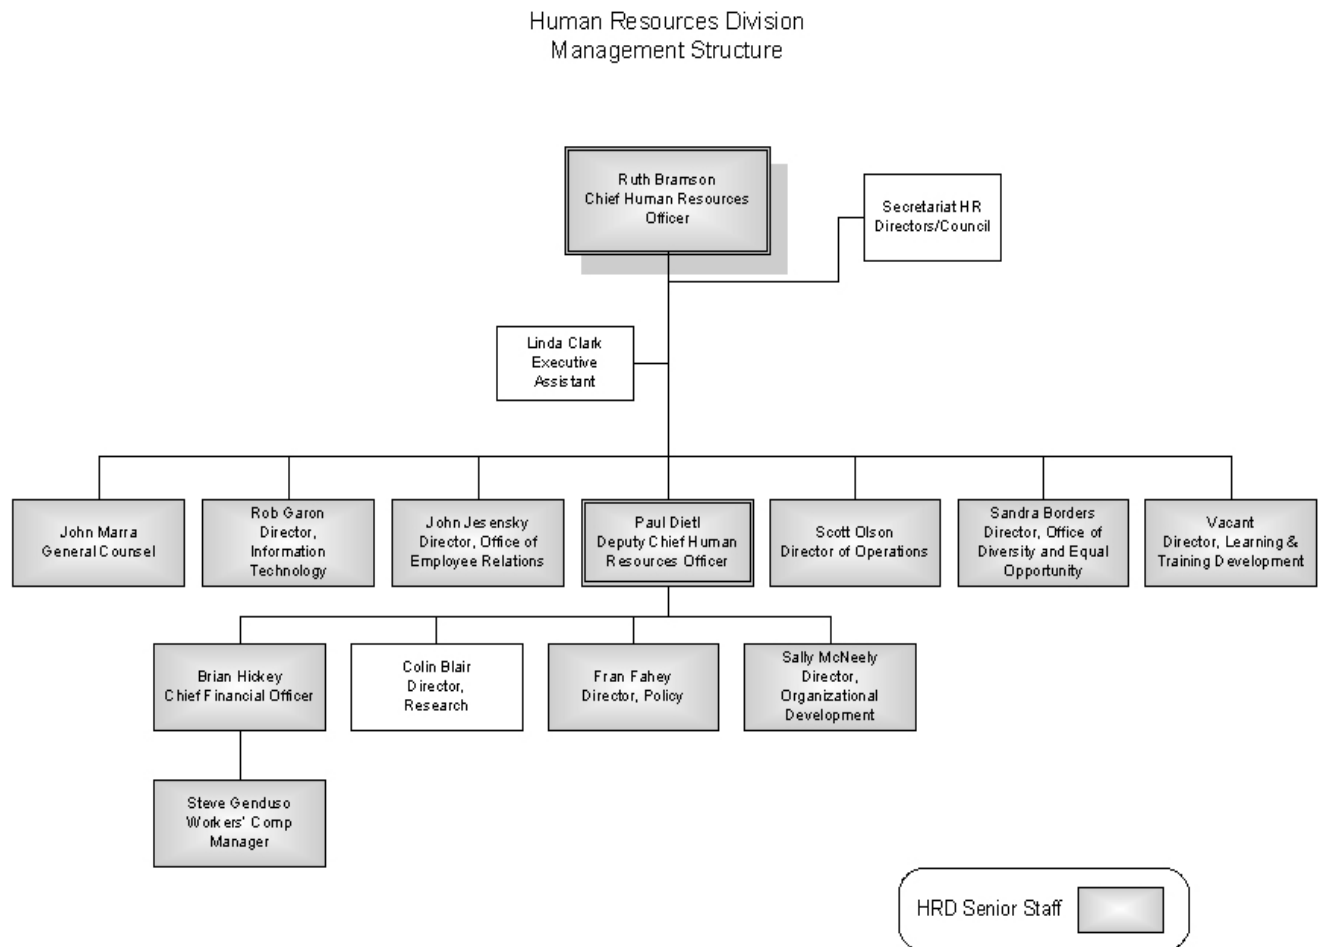 Human Resources Division
Management Structure
Ruth Bramson
Chief Human Resources
Officer
Secretariat HR
Directors/Council
Linda Clark
Executive
Assistant
John Marra
General Counsel
Rob Garon
Director,
Information
Technology
John Jesensky
Director, Office of
Employee Relations
Paul Dietl
Deputy Chief Human
Resources Officer
Scott Olson
Director of Operations
Sandra Borders
Director, Office of
Diversity and Equal
Opportunity
Vacant
Director, Learning &
Training Development
Brian Hickey
Chief Financial Officer
Colin Blair
Director,
Research
Fran Fahey
Director, Policy
Sally McNeely
Director,
Organizational
Development
Steve Genduso
Workers' Comp
Manager
HRD Senior Staff